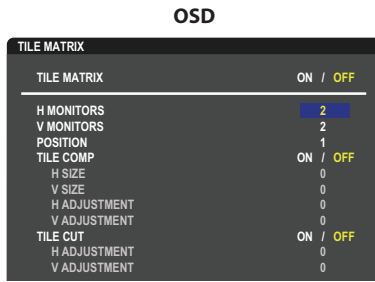 OSD
TILE MATRIX
TILE MATRIX ON / OFF
H MONITORS 2
V MONITORS 2
POSITION 1
TILE COMP ON / OFF
H SIZE 0
V SIZE 0
H ADJUSTMENT 0
V ADJUSTMENT 0
TILE CUT ON / OFF
H ADJUSTMENT 0
V ADJUSTMENT 0